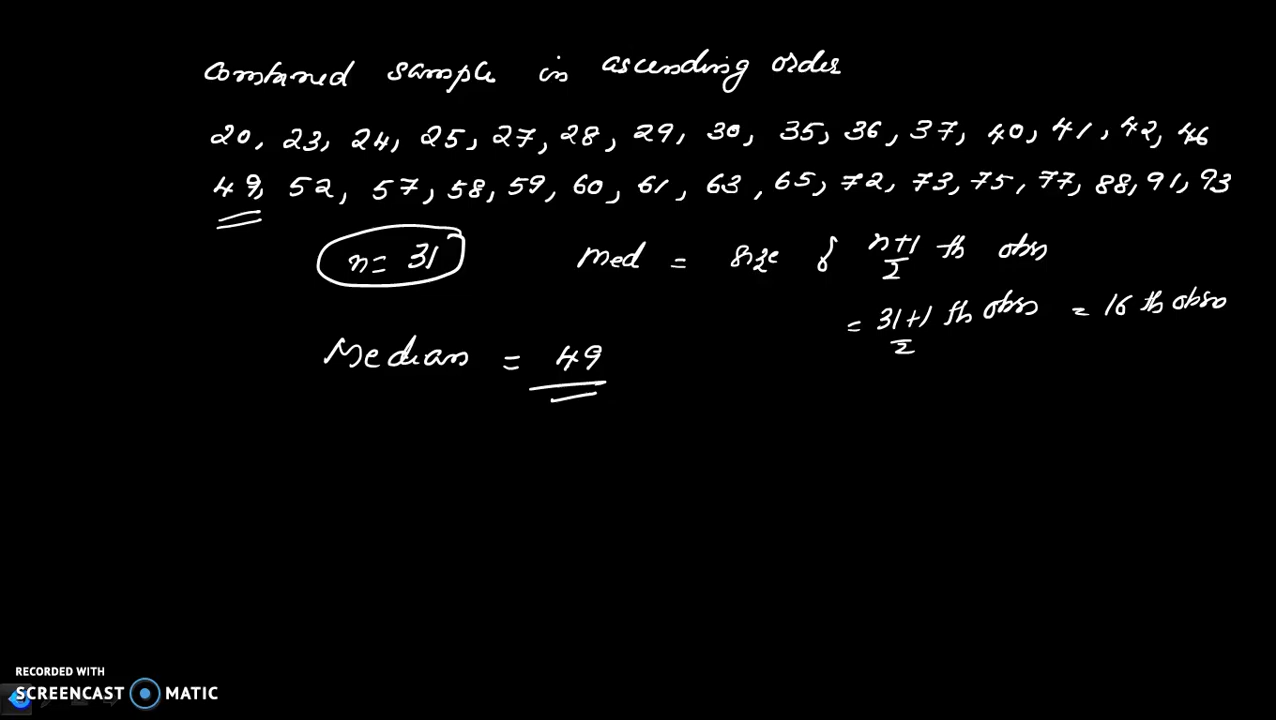 Combined sample in ascending order
20, 23, 24, 25, 27, 28, 29, 30, 35, 36, 37, 40, 41, 42, 46
49, 52, 57, 58, 59, 60, 61, 63, 65, 72, 73, 75, 77, 88, 91, 93
n = 31 med = size of n+1/2 th obsn
= 31+1/2 th obsn = 16 th obsn
Median = 49
RECORDED WITH
SCREENCAST MATIC